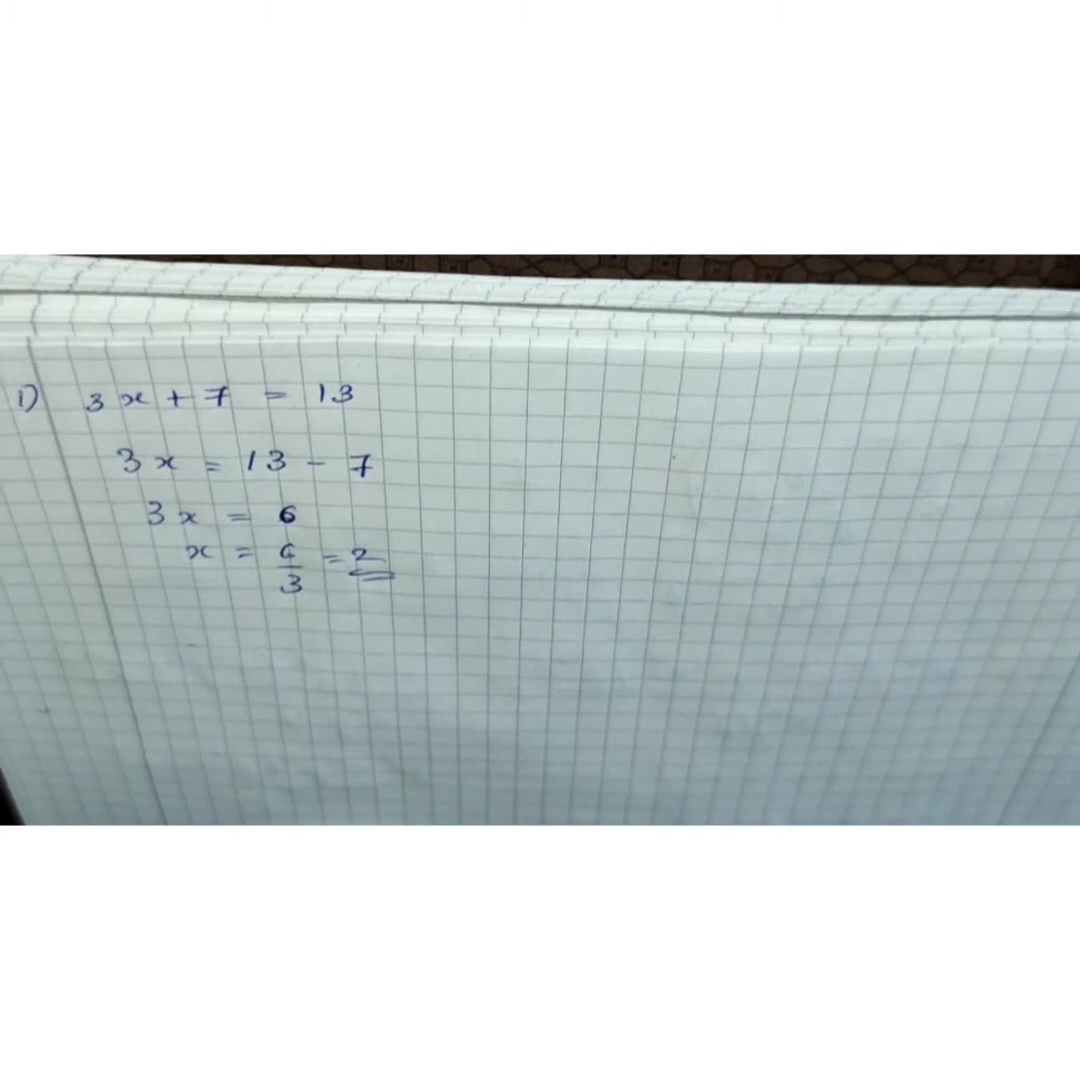 1) 3x + 7 = 13
3x = 13 - 7
3x = 6
x = 6/3 = 2